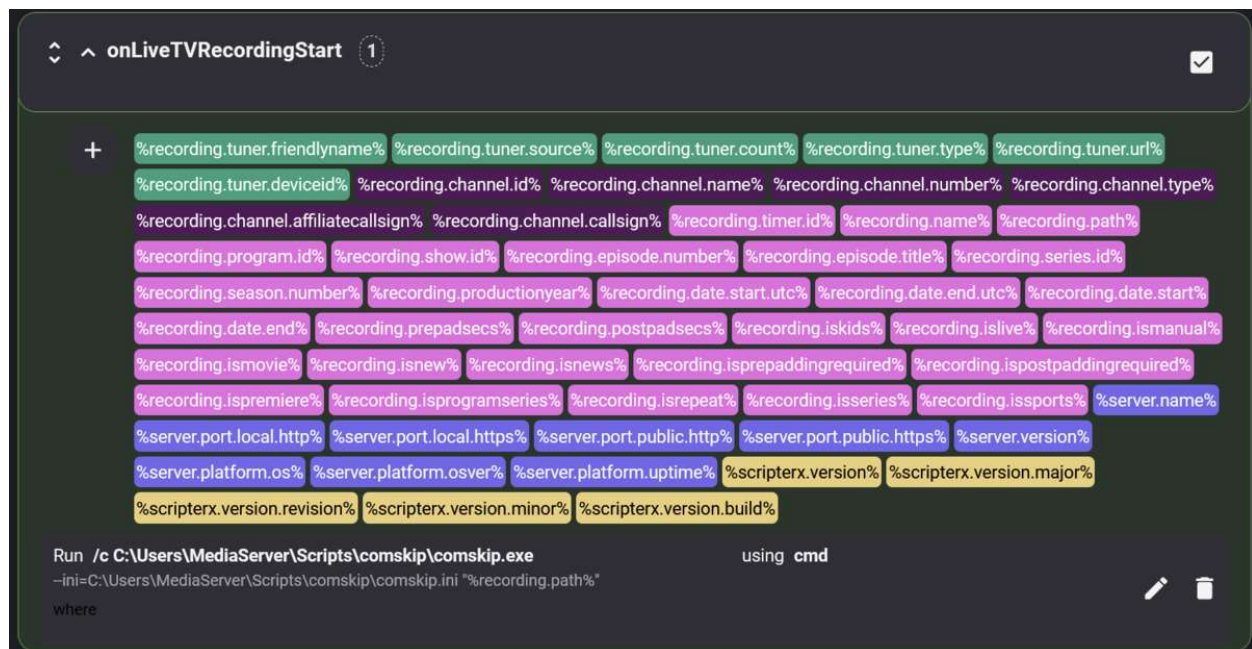 onLiveTVRecordingStart 1
+ %recording.tuner.friendlyname% %recording.tuner.source% %recording.tuner.count% %recording.tuner.type% %recording.tuner.url%
%recording.tuner.deviceid% %recording.channel.id% %recording.channel.name% %recording.channel.number% %recording.channel.type%
%recording.channel.affiliatecallsign% %recording.channel.callsign% %recording.timer.id% %recording.name% %recording.path%
%recording.program.id% %recording.show.id% %recording.episode.number% %recording.episode.title% %recording.series.id%
%recording.season.number% %recording.productionyear% %recording.date.start.utc% %recording.date.end.utc% %recording.date.start%
%recording.date.end% %recording.prepadsecs% %recording.postpadsecs% %recording.iskids% %recording.islive% %recording.ismanual%
%recording.ismovie% %recording.isnew% %recording.isnews% %recording.isprepaddingrequired% %recording.ispostpaddingrequired%
%recording.ispremiere% %recording.isprogramseries% %recording.isrepeat% %recording.isseries% %recording.issports% %server.name%
%server.port.local.http% %server.port.local.https% %server.port.public.http% %server.port.public.https% %server.version%
%server.platform.os% %server.platform.osver% %server.platform.uptime% %scripterx.version% %scripterx.version.major%
%scripterx.version.revision% %scripterx.version.minor% %scripterx.version.build%
Run /c C:\Users\MediaServer\Scripts\comskip\comskip.exe using cmd
--ini=C:\Users\MediaServer\Scripts\comskip\comskip.ini "%recording.path%"
where